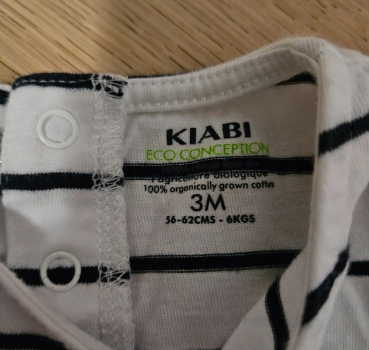 KIABI
ECO CONCEPTION
l'agriculture biologique
100% organically grown cotton
3M
56-62CMS - 6KGS